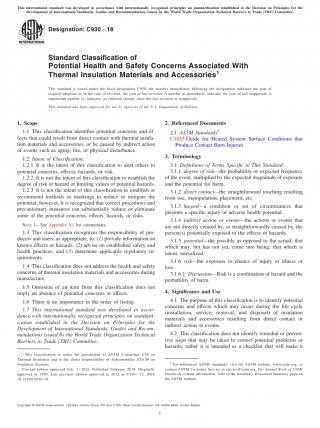 This international standard was developed in accordance with internationally recognized principles on standardization established in the Decision on Principles for the
Development of International Standards, Guides and Recommendations issued by the World Trade Organization Technical Barriers to Trade (TBT) Committee.
Designation: C930 − 18
INTERNATIONAL
Standard Classification of
Potential Health and Safety Concerns Associated With
Thermal Insulation Materials and Accessories1
This standard is issued under the fixed designation C930; the number immediately following the designation indicates the year of
original adoption or, in the case of revision, the year of last revision. A number in parentheses indicates the year of last reapproval. A
superscript epsilon (ε) indicates an editorial change since the last revision or reapproval.
This standard has been approved for use by agencies of the U.S. Department of Defense.
1. Scope
1.1 This classification identifies potential concerns and ef-
fects that could result from direct contact with thermal insula-
tion materials and accessories, or be caused by indirect action
of events such as aging, fire, or physical disturbance.
1.2 Intent of Classification:
1.2.1 It is the intent of this classification to alert others to
potential concerns, effects, hazards, or risk.
1.2.2 It is not the intent of this classification to establish the
degree of risk or hazard or limiting values of potential hazards.
1.2.3 It is not the intent of this classification to establish or
recommend methods or markings to reduce or mitigate the
potential; however, it is recognized that correct procedures and
precautionary measures can substantially reduce or eliminate
some of the potential concerns, effects, hazards, or risks.
NOTE 1—See Appendix X1 for commentary.
1.3 This classification recognizes the responsibility of pro-
ducers and users, as appropriate, to: (1) provide information on
known effects or hazards, (2) advise on established safety and
health practices, and (3) determine applicable regulatory re-
quirements.
1.4 This classification does not address the health and safety
concerns of thermal insulation materials and accessories during
manufacture.
1.5 Omission of an item from this classification does not
imply an absence of potential concerns or effects.
1.6 There is no importance in the order of listing.
1.7 This international standard was developed in accor-
dance with internationally recognized principles on standard-
ization established in the Decision on Principles for the
Development of International Standards, Guides and Recom-
mendations issued by the World Trade Organization Technical
Barriers to Trade (TBT) Committee.
1 This classification is under the jurisdiction of ASTM Committee C16 on
Thermal Insulation and is the direct responsibility of Subcommittee C16.40 on
Insulation Systems.
Current edition approved Feb. 1, 2018. Published February 2018. Originally
approved in 1980. Last previous edition approved in 2012 as C930 – 12. DOI:
10.1520/C0930-18.
2. Referenced Documents
2.1 ASTM Standards:2
C1055 Guide for Heated System Surface Conditions that
Produce Contact Burn Injuries
3. Terminology
3.1 Definitions of Terms Specific to This Standard:
3.1.1 degree of risk—the probability or expected frequency
of the event, multiplied by the expected magnitude of exposure
and the potential for harm.
3.1.2 direct contact—the straightforward touching resulting
from use, manipulation, placement, etc.
3.1.3 hazard—a condition or set of circumstances that
presents a specific injury or adverse health potential.
3.1.4 indirect action or events—the actions or events that
are not directly created by, or straightforwardly caused by, the
person(s) potentially exposed to the effects or hazards.
3.1.5 potential—the possible as opposed to the actual; that
which may, but has not yet, come into being; that which is
latent, unrealized.
3.1.6 risk—the exposure to chance of injury or illness or
loss.
3.1.6.1 Discussion—Risk is a combination of hazard and the
probability of harm.
4. Significance and Use
4.1 The purpose of this classification is to identify potential
concerns and effects which may occur during the life cycle
(installation, service, removal, and disposal) of insulation
materials and accessories resulting from direct contact or
indirect action of events.
4.2 This classification does not identify remedial or preven-
tive steps that may be taken to correct potential problems or
hazards; rather it is intended as a checklist that will make it
2 For referenced ASTM standards, visit the ASTM website, www.astm.org, or
contact ASTM Customer Service at service@astm.org. For Annual Book of ASTM
Standards volume information, refer to the standard's Document Summary page on
the ASTM website.
Copyright © ASTM International, 100 Barr Harbor Drive, PO Box C700, West Conshohocken, PA 19428-2959. United States
1